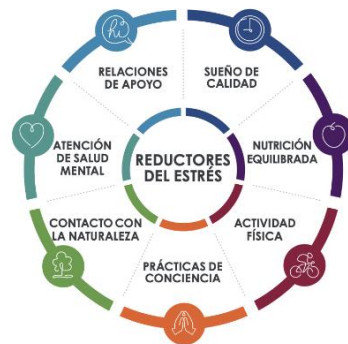 hi
RELACIONES
DE APOYO
SUEÑO DE
CALIDAD
ATENCIÓN
DE SALUD
MENTAL
REDUCTORES
DEL ESTRÉS
NUTRICIÓN
EQUILIBRADA
CONTACTO CON
LA NATURALEZA
ACTIVIDAD
FÍSICA
PRÁCTICAS DE
CONCIENCIA